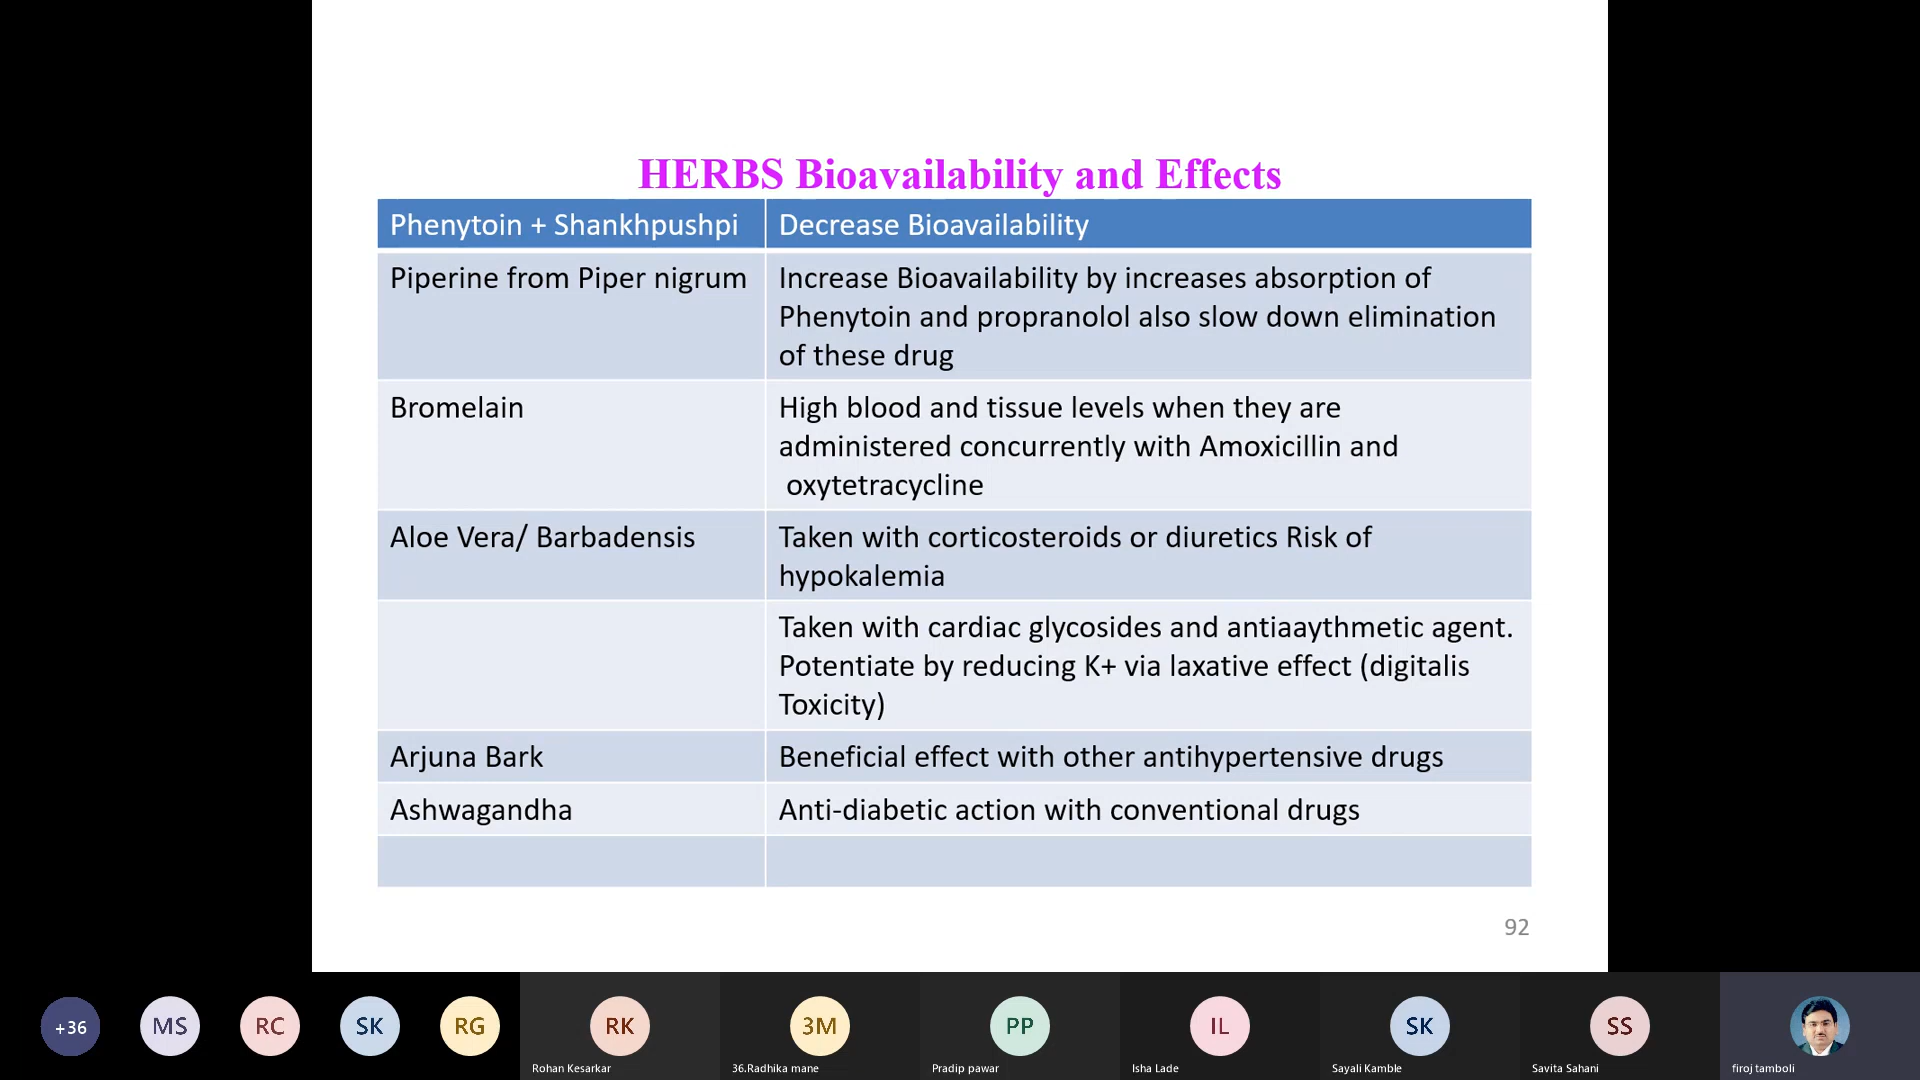 HERBS Bioavailability and Effects
Phenytoin + Shankhpushpi
Decrease Bioavailability
Piperine from Piper nigrum
Increase Bioavailability by increases absorption of
Phenytoin and propranolol also slow down elimination
of these drug
Bromelain
High blood and tissue levels when they are
administered concurrently with Amoxicillin and
oxytetracycline
Aloe Vera/ Barbadensis
Taken with corticosteroids or diuretics Risk of
hypokalemia
Taken with cardiac glycosides and antiaaythmetic agent.
Potentiate by reducing K+ via laxative effect (digitalis
Toxicity)
Arjuna Bark
Beneficial effect with other antihypertensive drugs
Ashwagandha
Anti-diabetic action with conventional drugs
92
+36
MS
RC
SK
RG
RK
Rohan Kesarkar
3M
36.Radhika mane
PP
Pradip pawar
IL
Isha Lade
SK
Sayali Kamble
SS
Savita Sahani
firoj tamboli